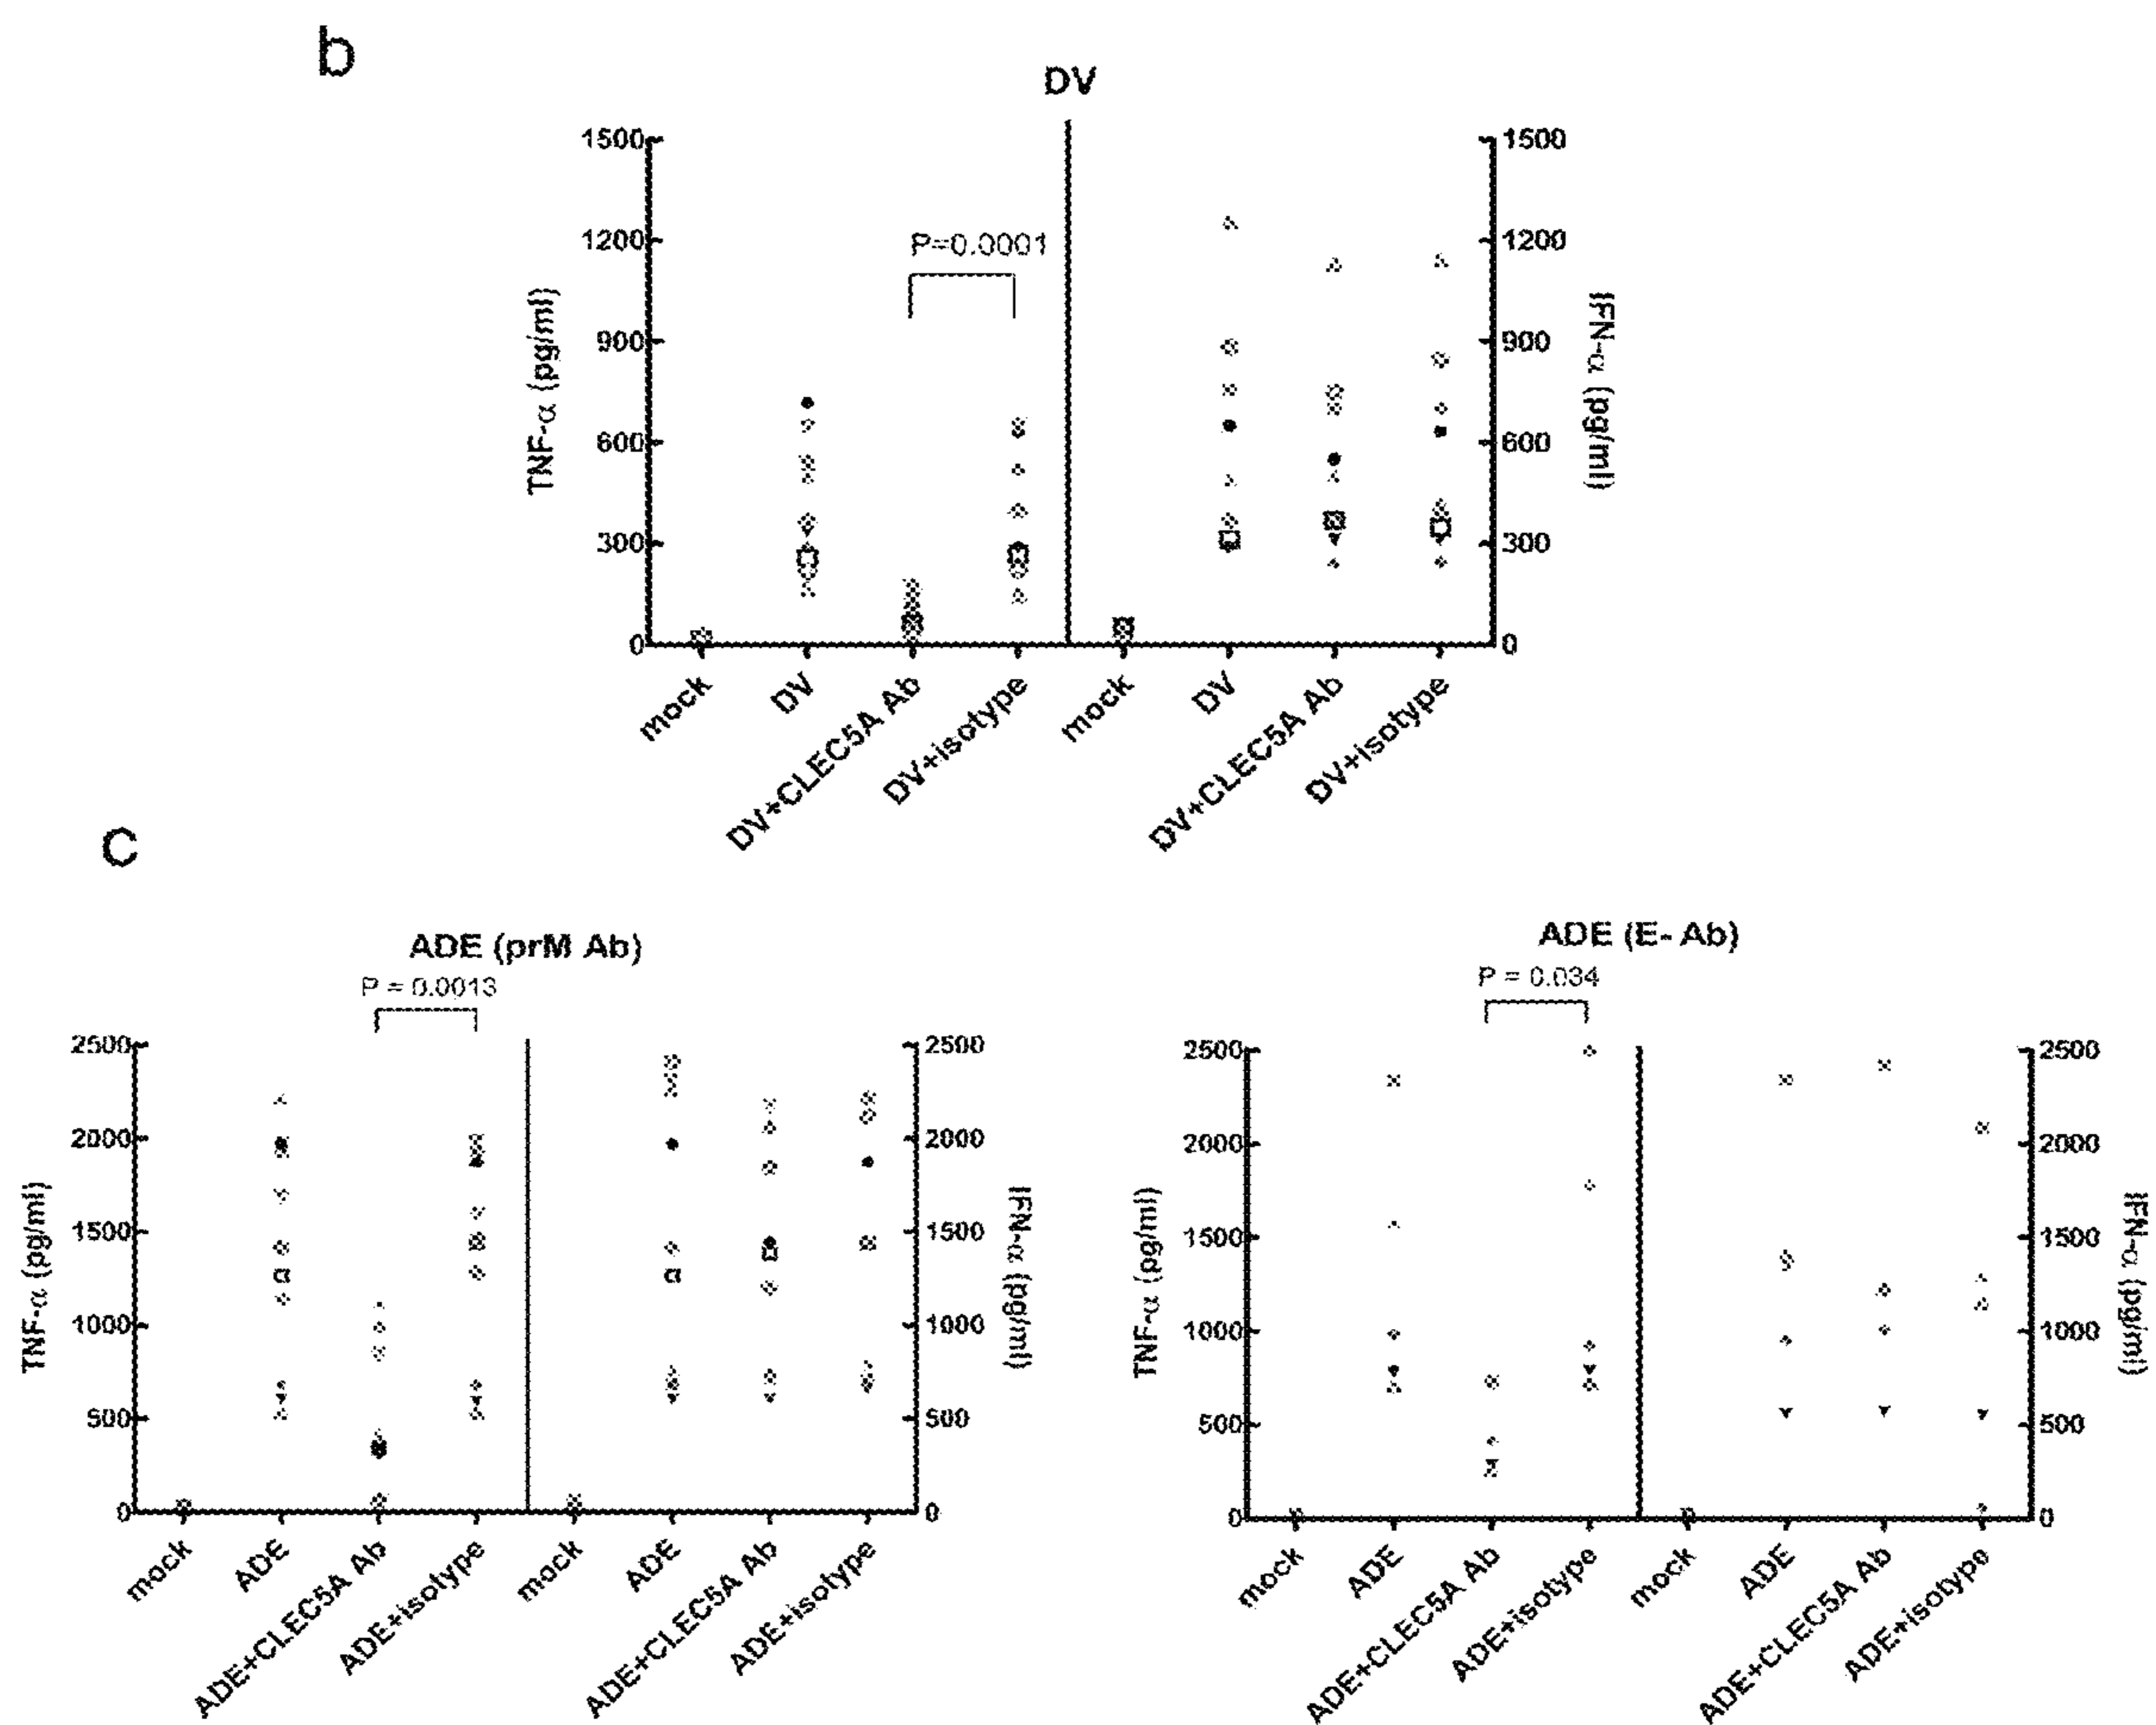 b
DV
1500
1200
900
600
300
0
TNF-α (pg/ml)
P=0.0001
1500
1200
900
600
300
0
IFN-α (pg/ml)
mock
DV
DV+CLEC5A Ab
DV+isotype
mock
DV
DV+CLEC5A Ab
DV+isotype
c
ADE (prM Ab)
P = 0.0013
2500
2000
1500
1000
500
0
TNF-α (pg/ml)
2500
2000
1500
1000
500
0
IFN-α (pg/ml)
mock
ADE
ADE+CLEC5A Ab
ADE+isotype
mock
ADE
ADE+CLEC5A Ab
ADE+isotype
ADE (E- Ab)
P = 0.034
2500
2000
1500
1000
500
0
TNF-α (pg/ml)
2500
2000
1500
1000
500
0
IFN-α (pg/ml)
mock
ADE
ADE+CLEC5A Ab
ADE+isotype
mock
ADE
ADE+CLEC5A Ab
ADE+isotype